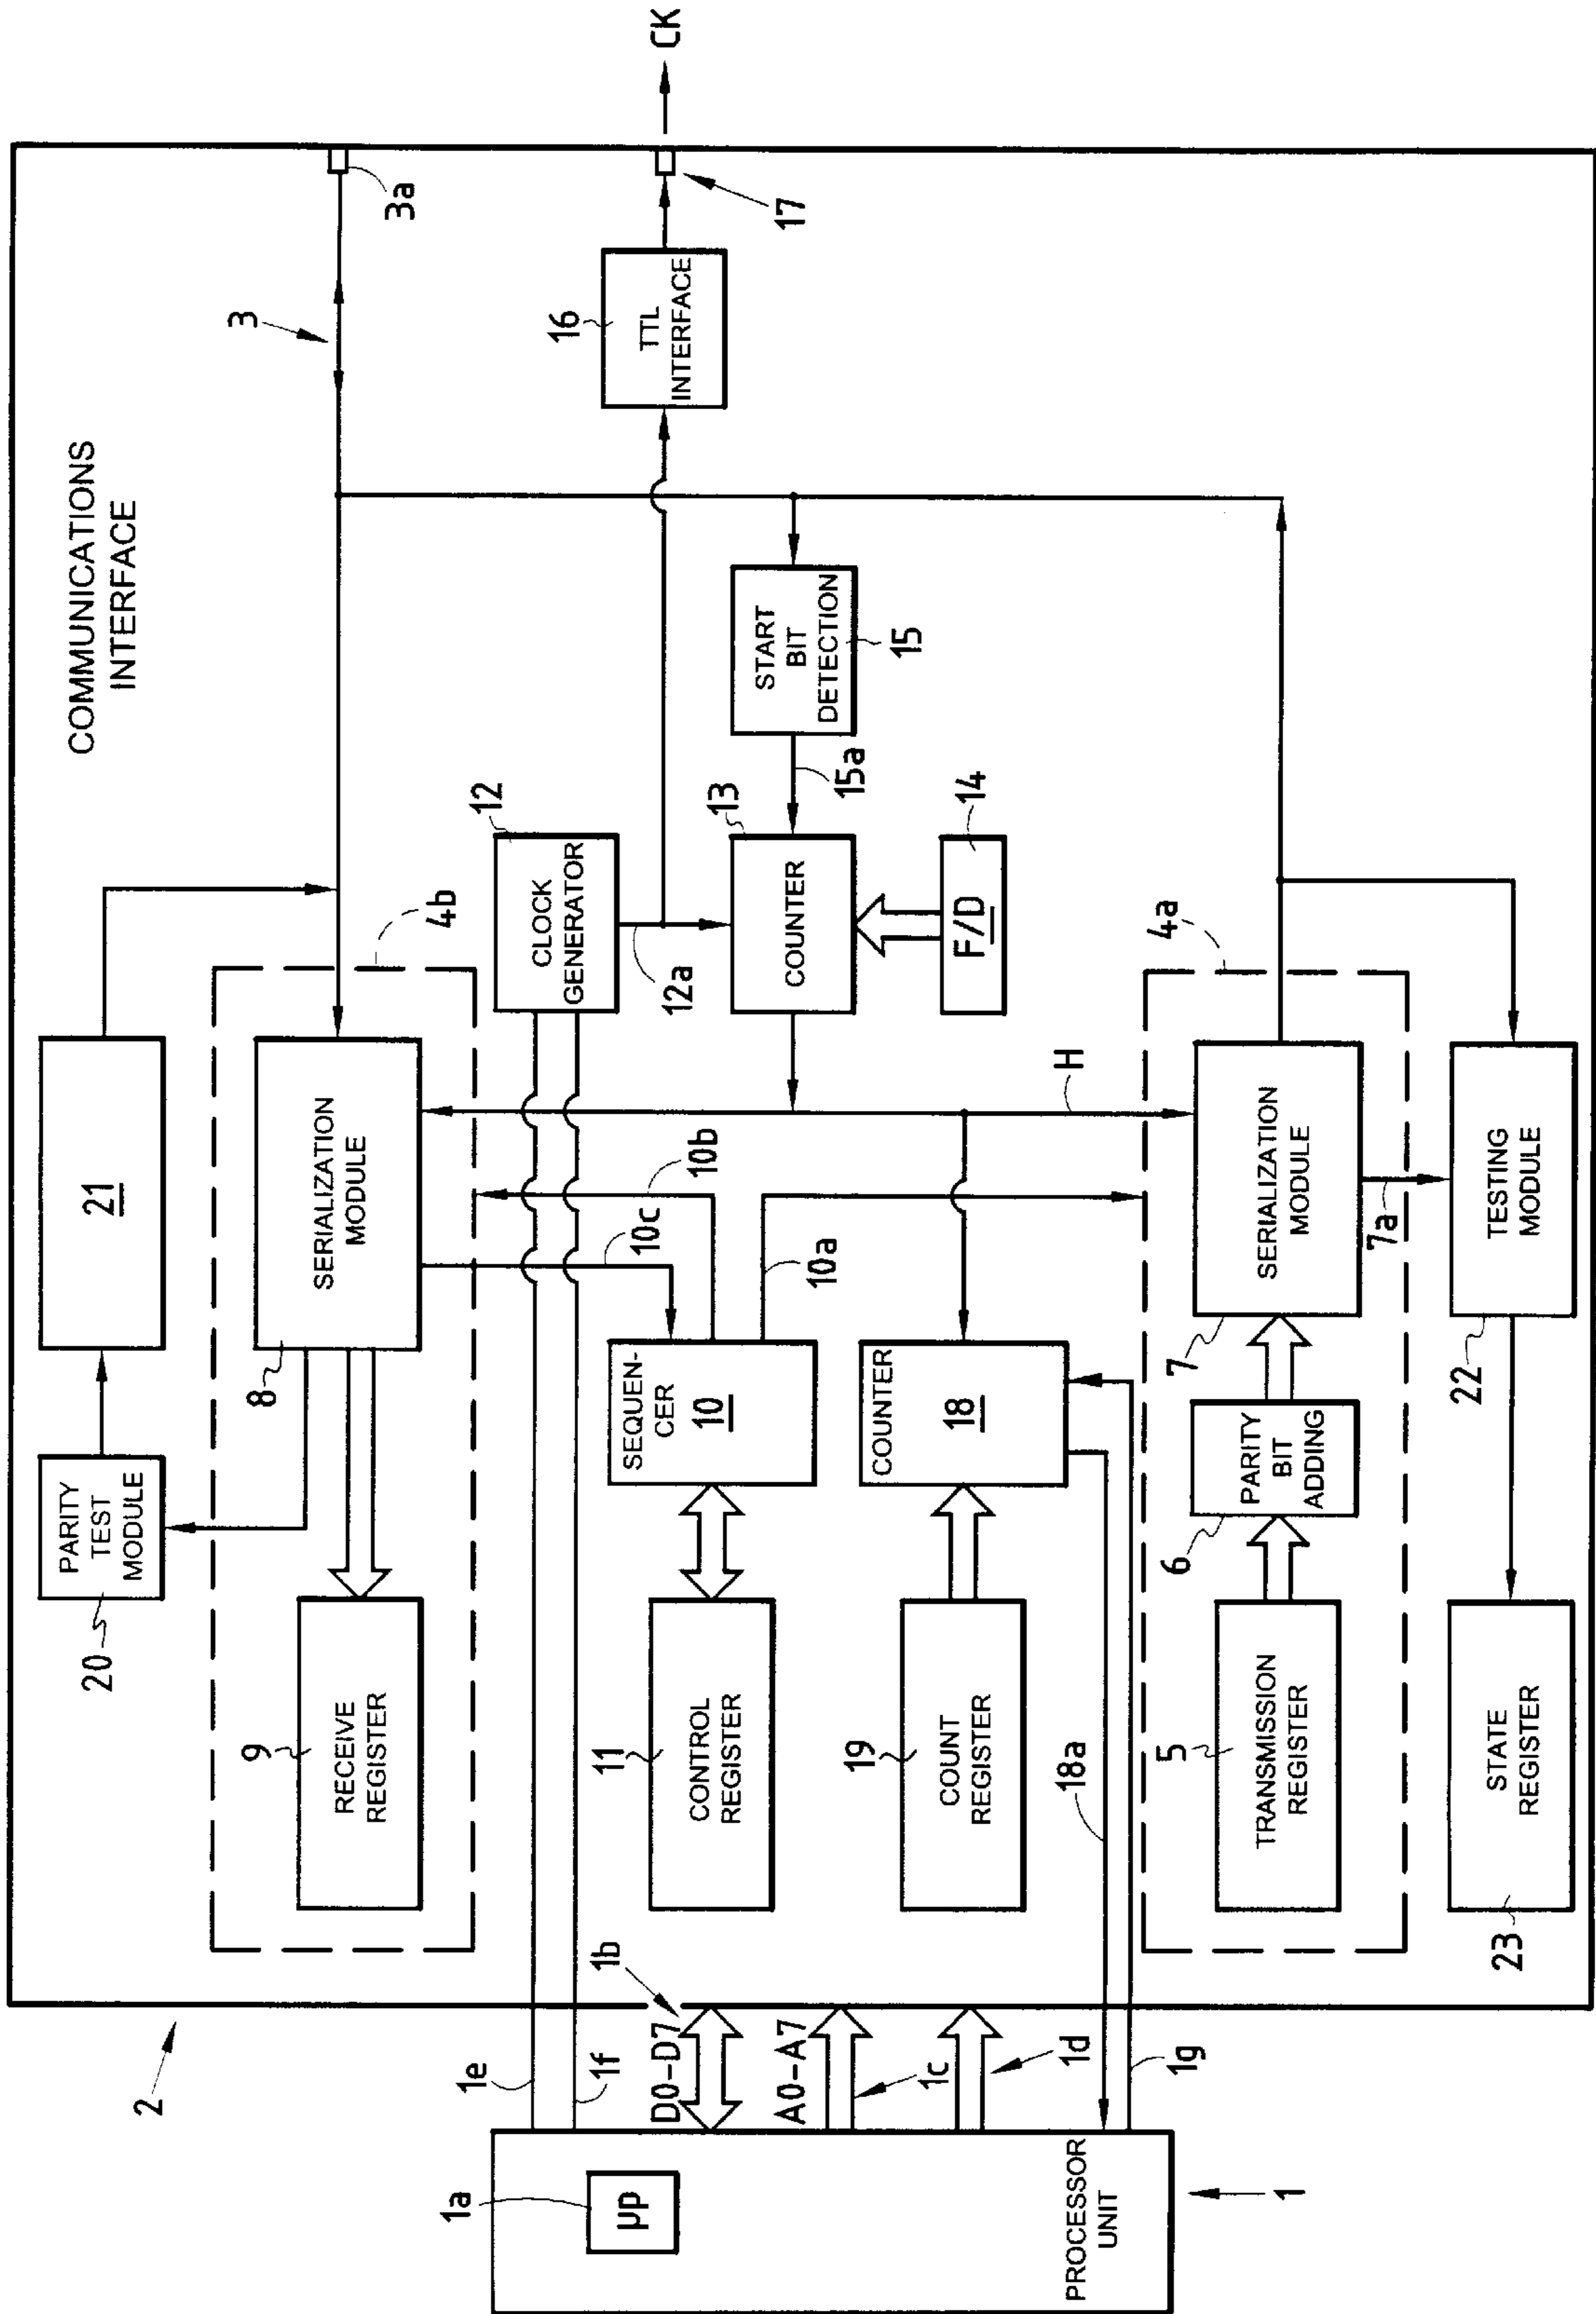 COMMUNICATIONS
INTERFACE
2
3
3a
CK
17
16
TTL
INTERFACE
21
PARITY
TEST
MODULE
20
4b
SERIALIZATION
MODULE
8
RECEIVE
REGISTER
9
12
CLOCK
GENERATOR
12a
13
COUNTER
14
F/D
START
BIT
DETECTION
15
15a
H
10b
10c
10a
SEQUEN-
CER
10
CONTROL
REGISTER
11
COUNTER
18
COUNT
REGISTER
19
18a
4a
SERIALIZATION
MODULE
7
7a
PARITY
BIT
ADDING
6
TRANSMISSION
REGISTER
5
TESTING
MODULE
22
STATE
REGISTER
23
1e
1f
D0-D7
1b
A0-A7
1c
1d
1g
1a
µP
PROCESSOR
UNIT
1